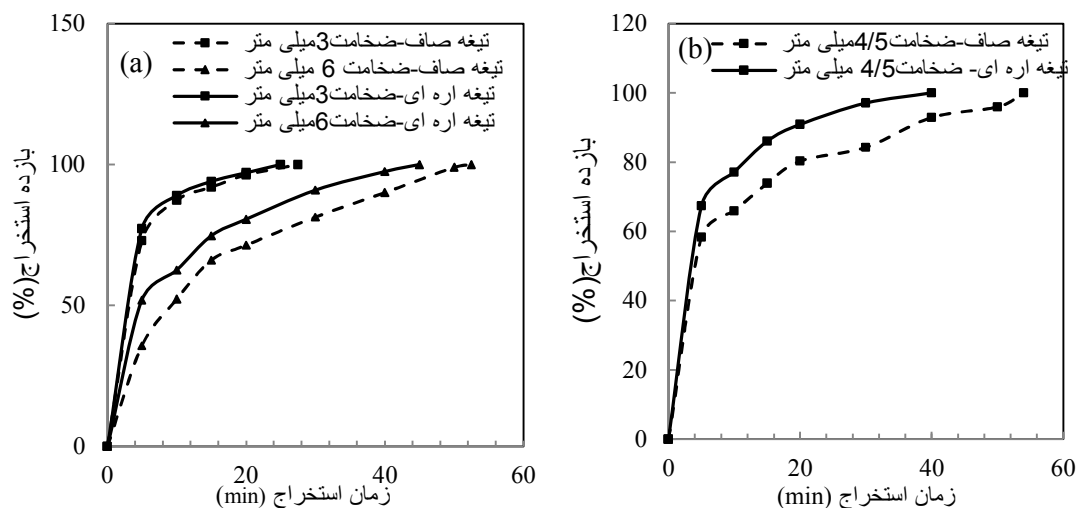 150
100
50
0
0
20
40
60
بازده استخراج(%)
زمان استخراج (min)
(a)
تیغه صاف-ضخامت3میلی متر
تیغه صاف-ضخامت 6 میلی متر
تیغه اره ای-ضخامت3میلی متر
تیغه اره ای-ضخامت6میلی متر
120
100
80
60
40
20
0
0
20
40
60
بازده استخراج(%)
زمان استخراج (min)
(b)
تیغه صاف-ضخامت4/5میلی متر
تیغه اره ای- ضخامت4/5 میلی متر